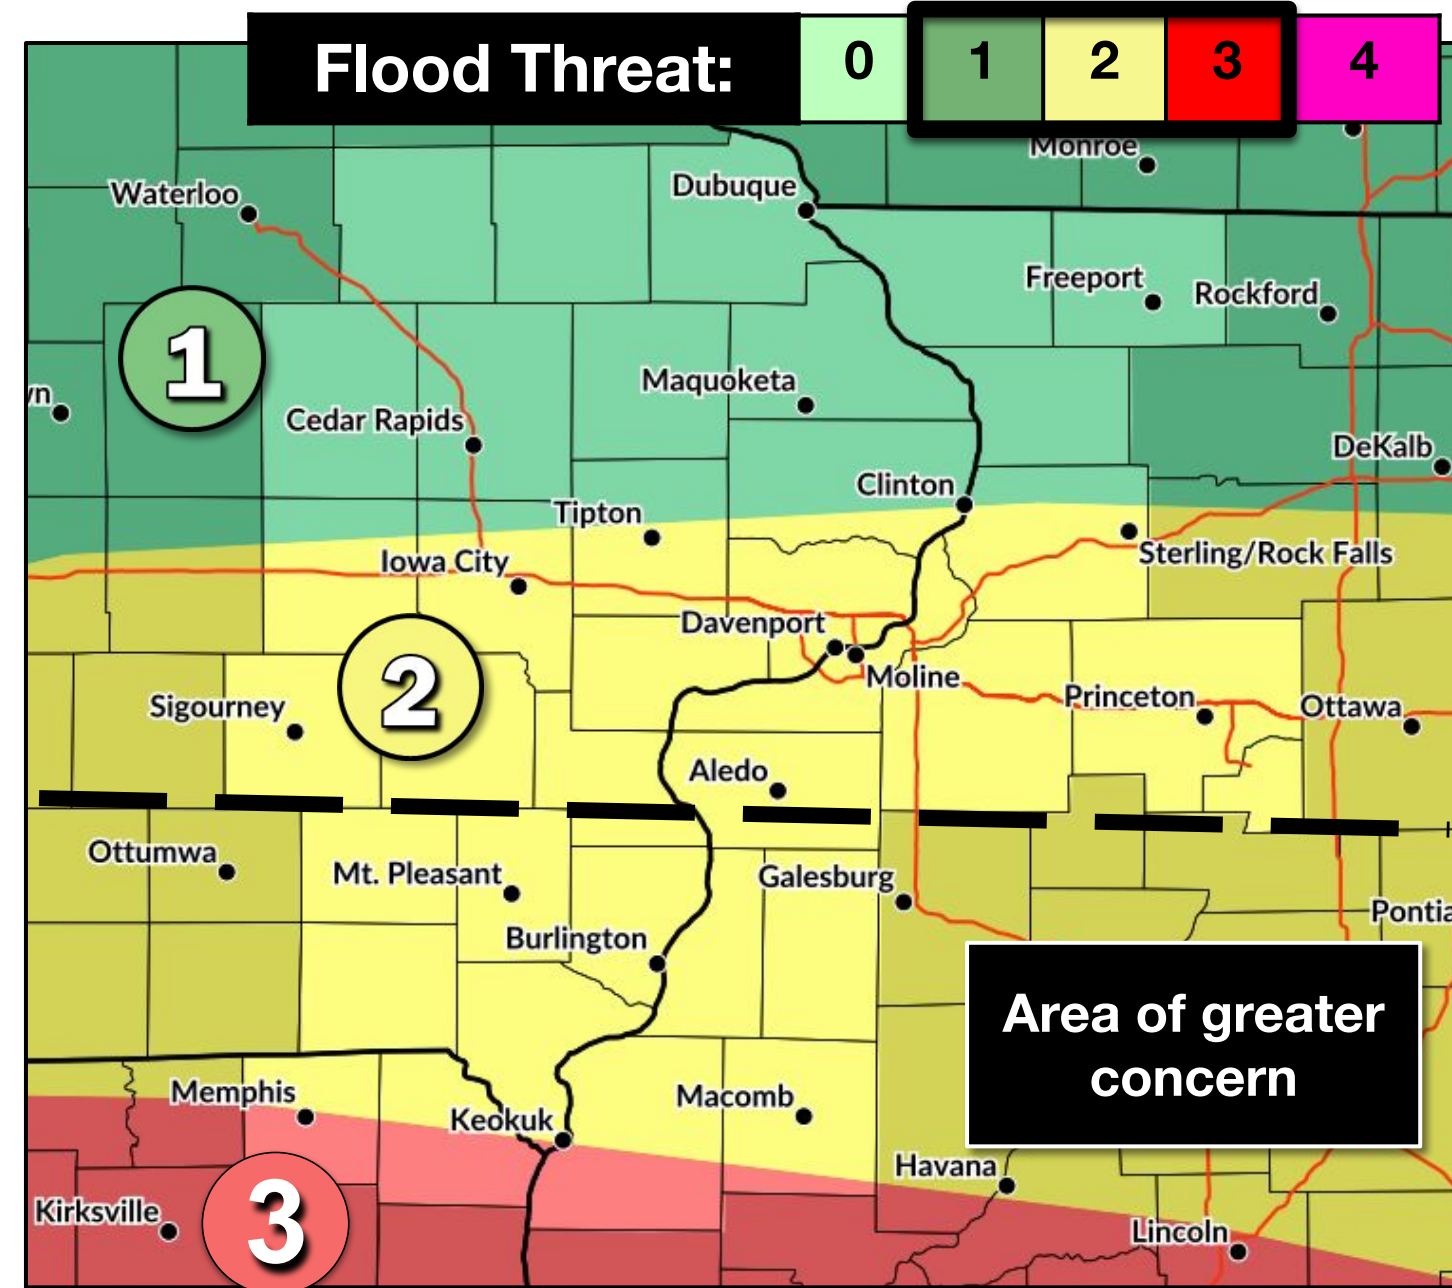 Flood Threat:
0
1
2
3
4
Monroe
Waterloo
Dubuque
Freeport
Rockford
1
Maquoketa
wn
Cedar Rapids
DeKalb
Clinton
Tipton
Sterling/Rock Falls
Iowa City
Davenport
Moline
2
Princeton
Sigourney
Ottawa
Aledo
Ottumwa
Mt. Pleasant
Galesburg
Pontia
Burlington
Area of greater
concern
Memphis
Macomb
Keokuk
Havana
Kirksville
3
Lincoln